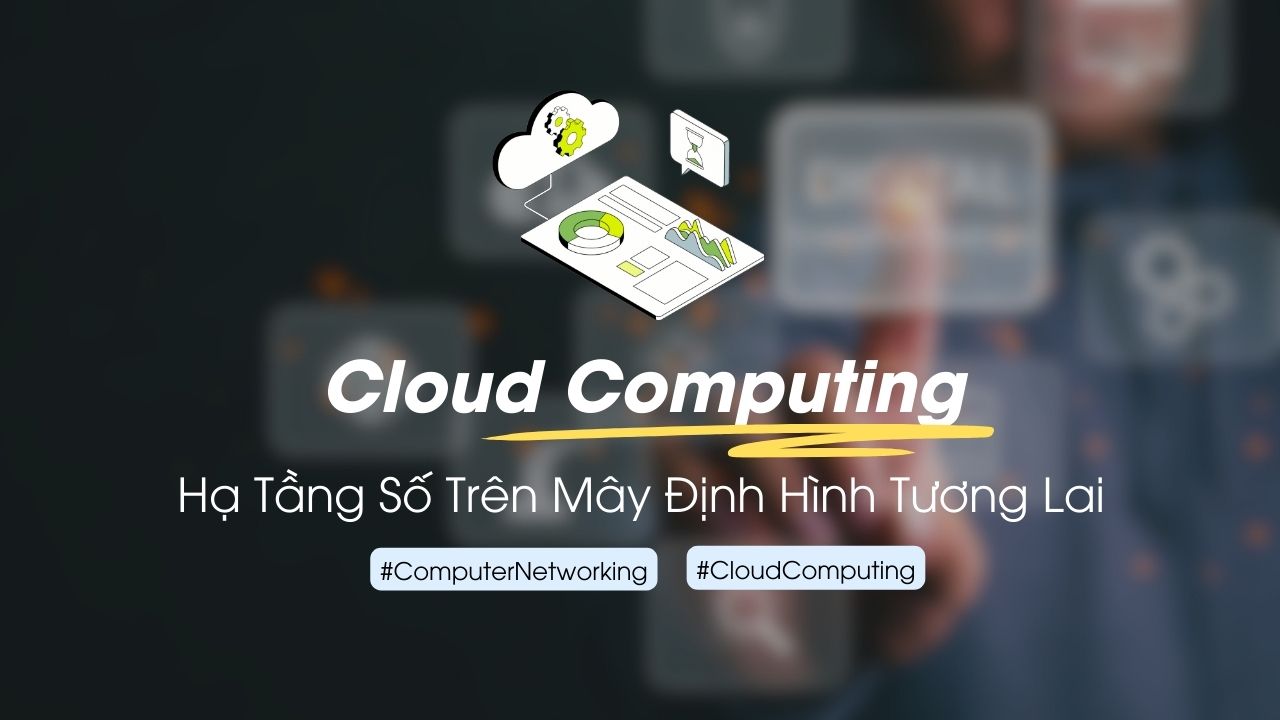 Cloud Computing
Hạ Tầng Số Trên Mây Định Hình Tương Lai
#ComputerNetworking #CloudComputing